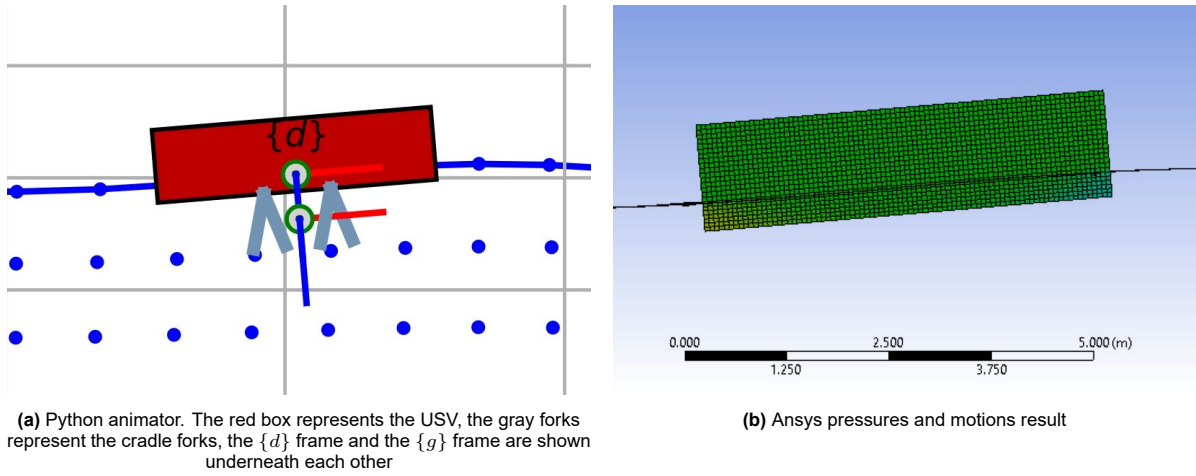 {d}
0.000
2.500
5.000 (m)
1.250
3.750
(a) Python animator. The red box represents the USV, the gray forks
represent the cradle forks, the {d} frame and the {g} frame are shown
underneath each other
(b) Ansys pressures and motions result